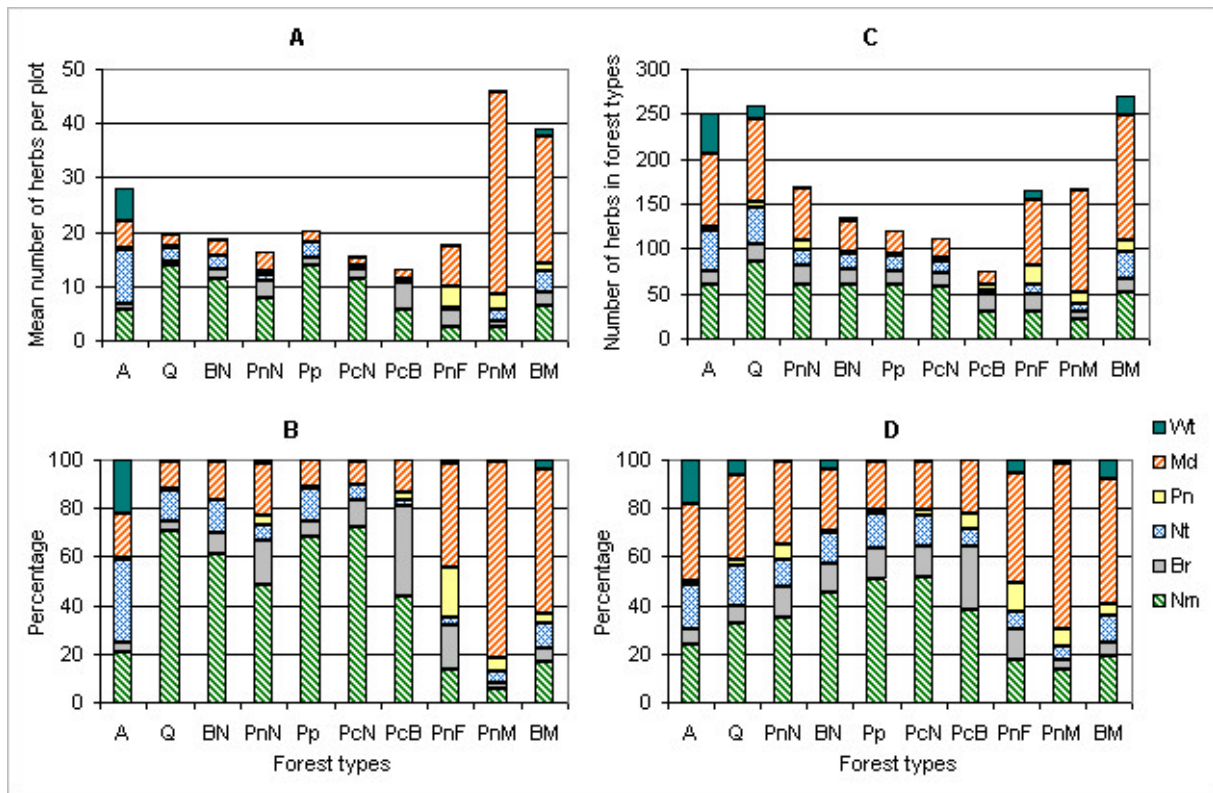 A
Mean number of herbs per plot
50
40
30
20
10
0
A Q BN PnN Pp PcN PcB PnF PnM BM
C
Number of herbs in forest types
300
250
200
150
100
50
0
A Q PnN BN Pp PcN PcB PnF PnM BM
B
Percentage
100
80
60
40
20
0
A Q BN PnN Pp PcN PcB PnF PnM BM
Forest types
D
Percentage
100
80
60
40
20
0
A Q PnN BN Pp PcN PcB PnF PnM BM
Forest types
Wt
Md
Pn
Nt
Br
Nm